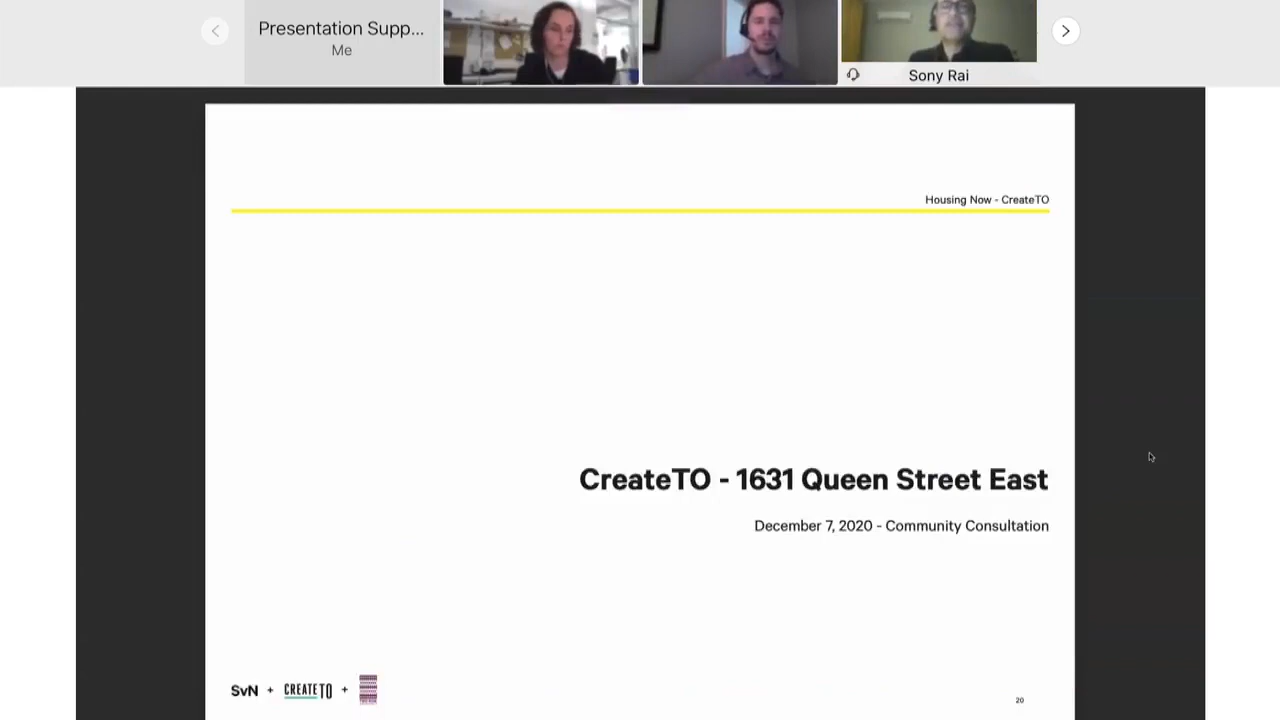 Presentation Supp...
Me
Sony Rai
Housing Now - CreateTO
CreateTO - 1631 Queen Street East
December 7, 2020 - Community Consultation
SvN + CREATE TO +
20